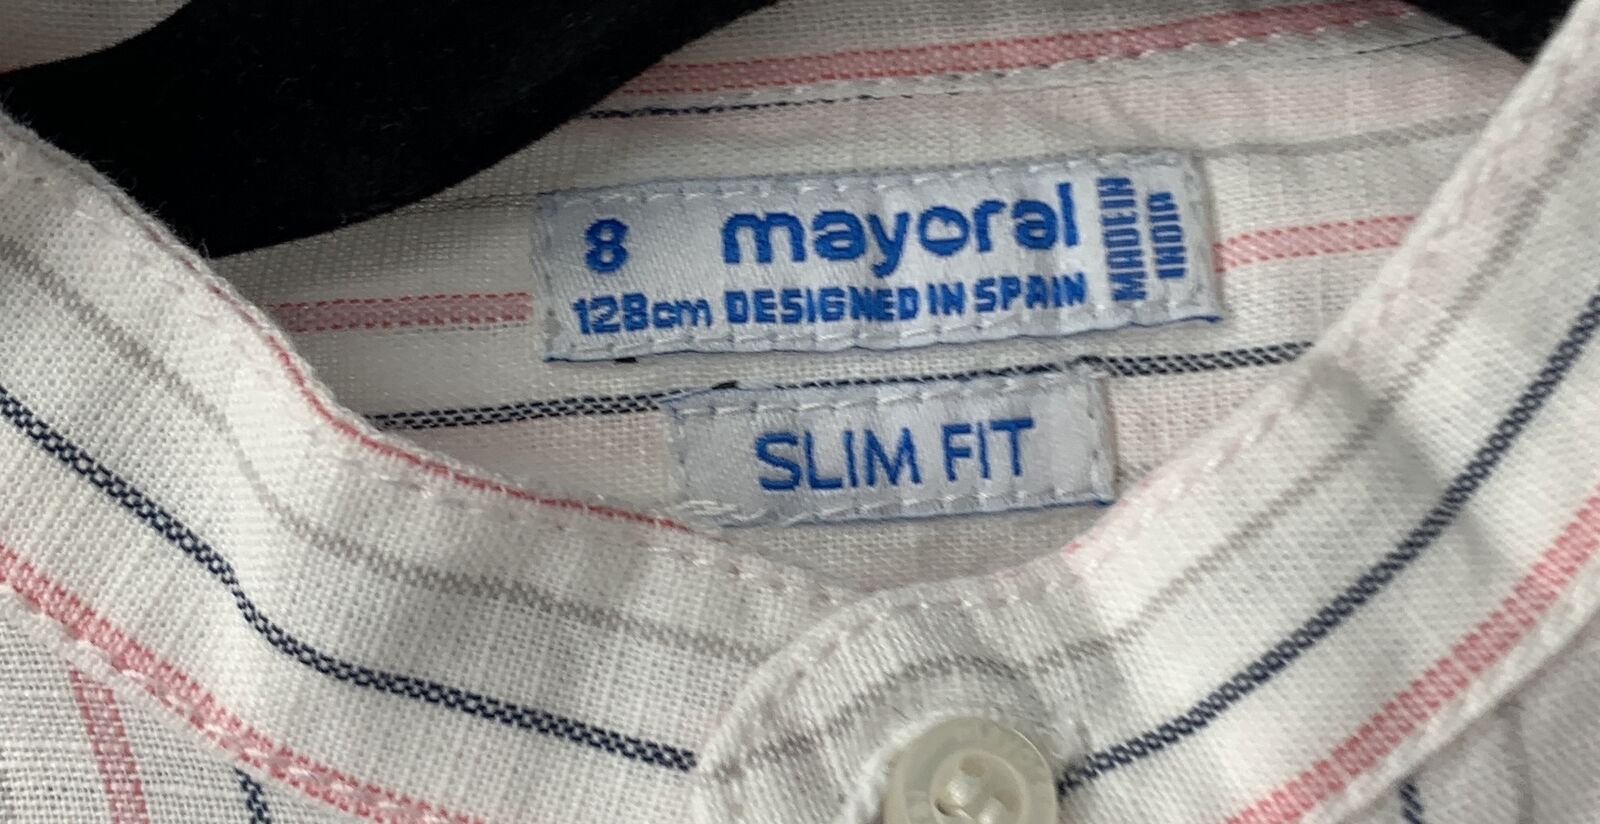 8 mayoral
128cm DESIGNED IN SPAIN
MADE IN
INDIA
SLIM FIT